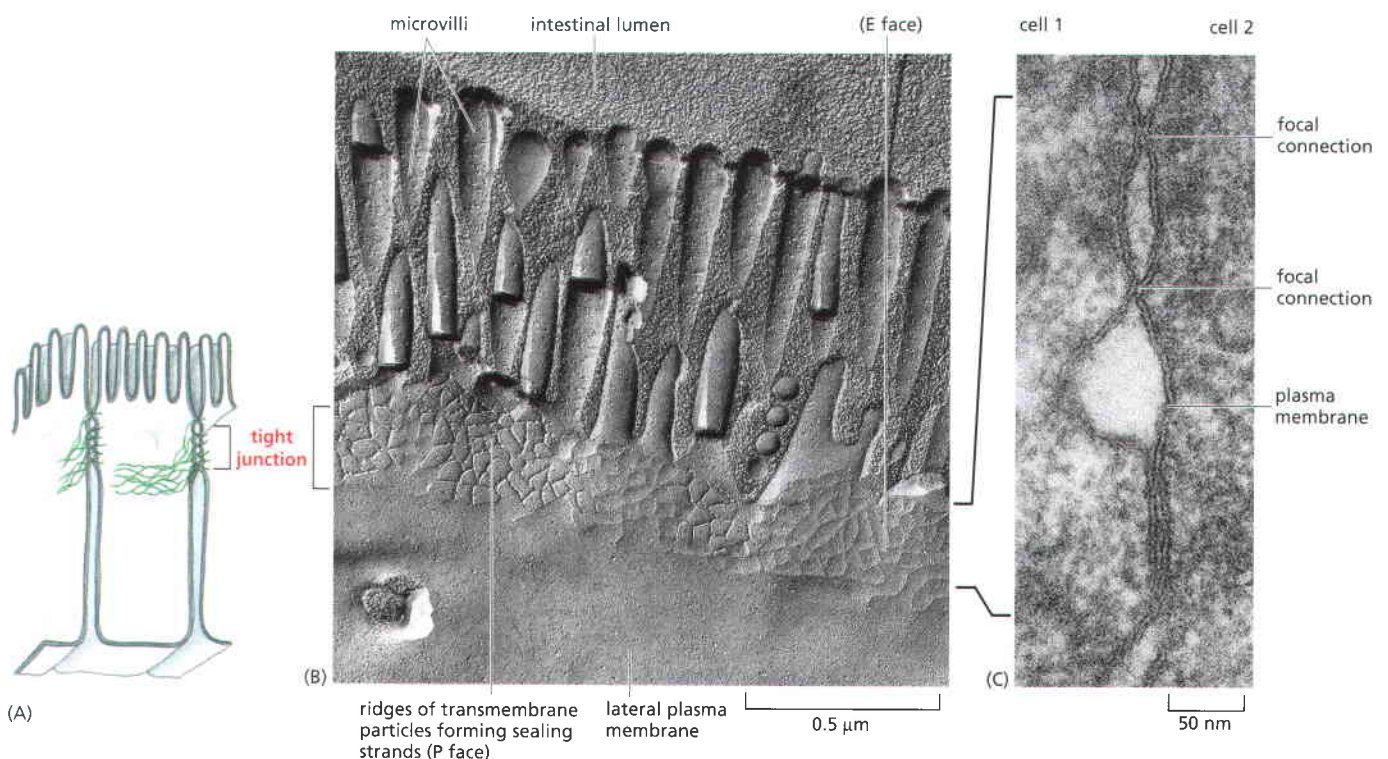 microvilli
intestinal lumen
(E face)
cell 1
cell 2
focal
connection
focal
connection
plasma
membrane
tight
junction
(A)
(B)
(C)
ridges of transmembrane
particles forming sealing
strands (P face)
lateral plasma
membrane
0.5 µm
50 nm